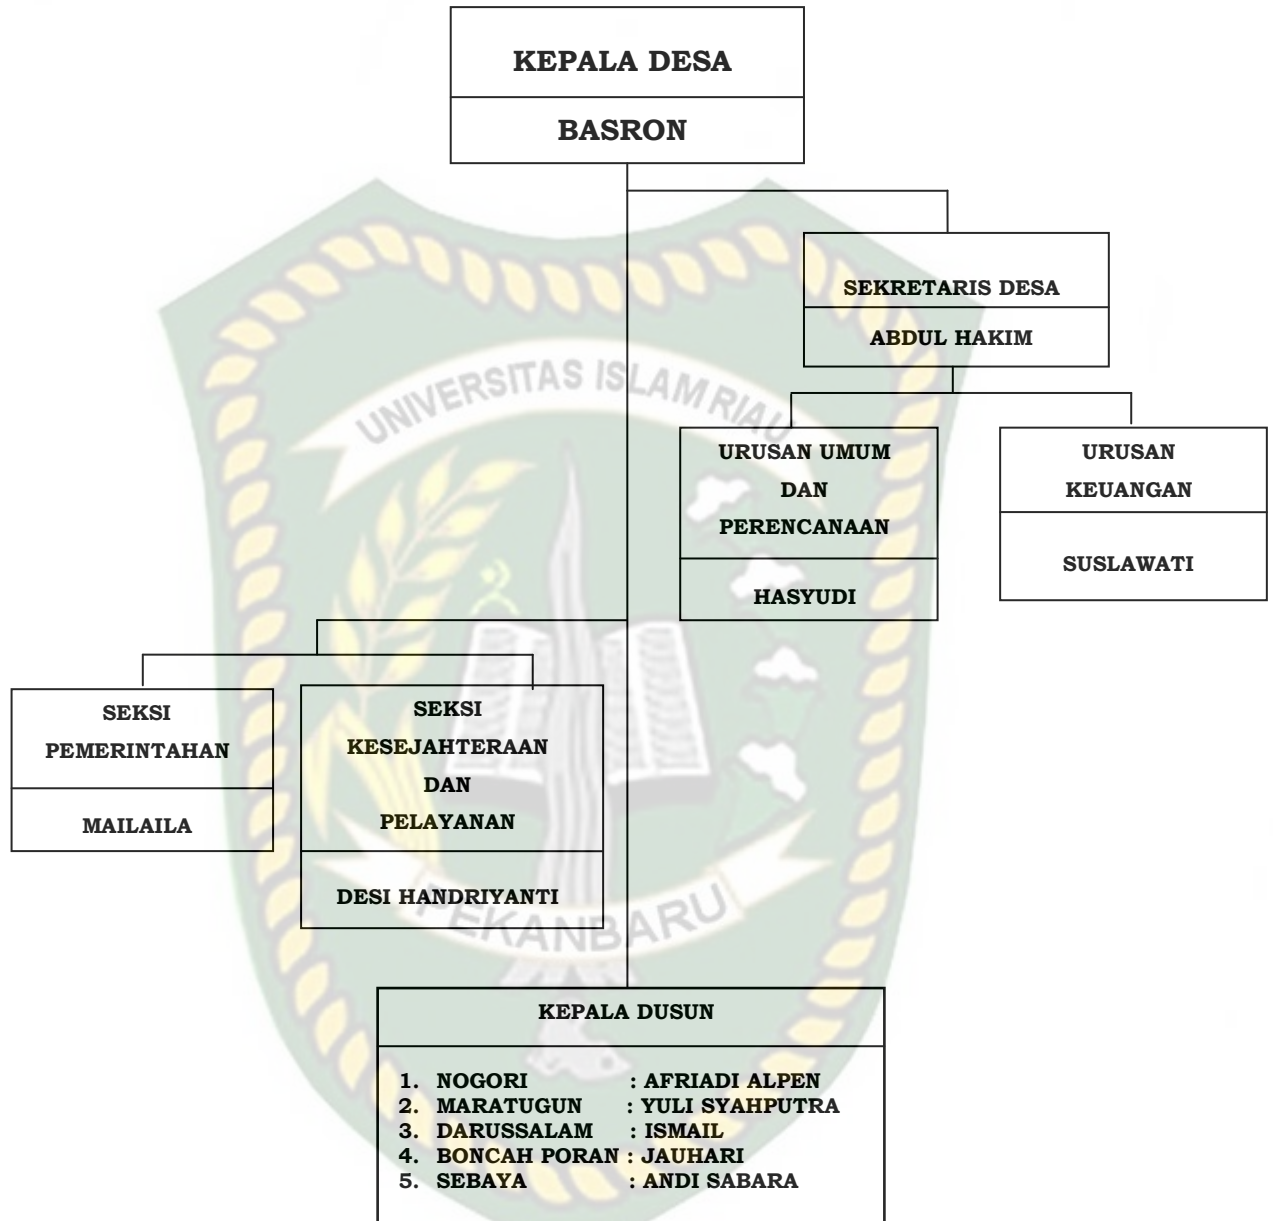 KEPALA DESA
BASRON
SEKRETARIS DESA
ABDUL HAKIM
UNIVERSITAS ISLAM RIAU
URUSAN UMUM
DAN
PERENCANAAN
HASYUDI
URUSAN
KEUANGAN
SUSLAWATI
SEKSI
PEMERINTAHAN
MAILAILA
SEKSI
KESEJAHTERAAN
DAN
PELAYANAN
DESI HANDRIYANTI
PEKANBARU
KEPALA DUSUN
1. NOGORI : AFRIADI ALPEN
2. MARATUGUN : YULI SYAHPUTRA
3. DARUSSALAM : ISMAIL
4. BONCAH PORAN : JAUHARI
5. SEBAYA : ANDI SABARA